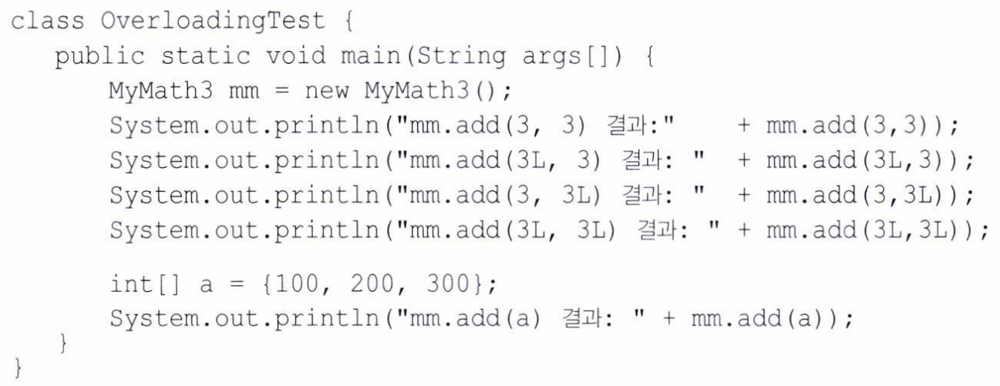 class OverloadingTest {
public static void main(String args[]) {
MyMath3 mm = new MyMath3();
System.out.println("mm.add(3, 3) 결과:" + mm.add(3,3));
System.out.println("mm.add(3L, 3) 결과: " + mm.add(3L,3));
System.out.println("mm.add(3, 3L) 결과: " + mm.add(3,3L));
System.out.println("mm.add(3L, 3L) 결과: " + mm.add(3L,3L));
int[] a = {100, 200, 300};
System.out.println("mm.add(a) 결과: " + mm.add(a));
}
}